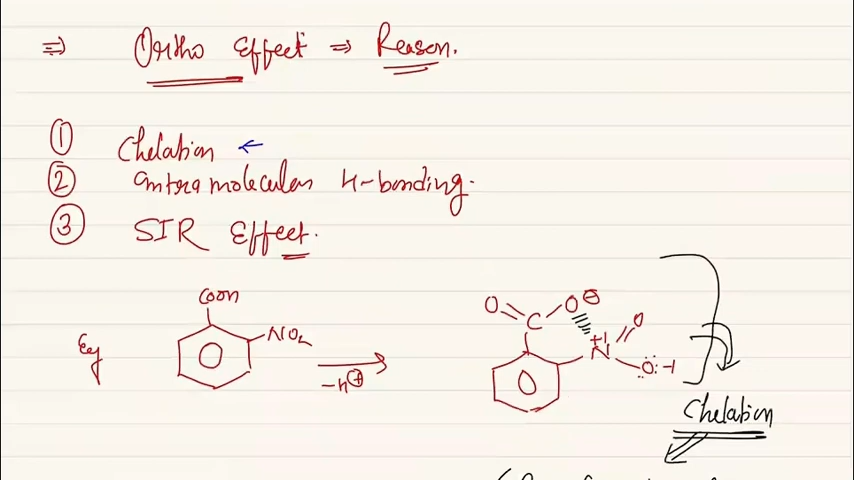 ⇒ Ortho Effect ⇒ Reason.
① Chelation ←
② intramolecular H-bonding.
③ SIR Effect.
COOH
Eg NO₂
-H⊕
O C O⊖
+1 N O
O: -1
Chelation